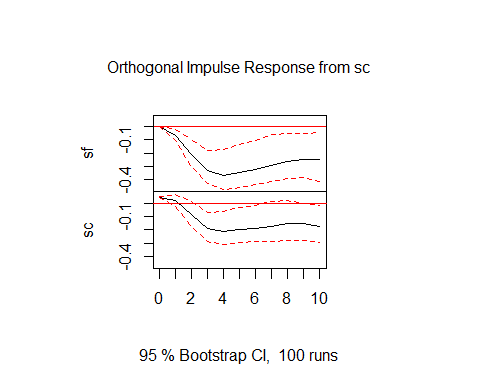 Orthogonal Impulse Response from sc
sf
-0.1
-0.4
sc
-0.1
-0.4
0 2 4 6 8 10
95 % Bootstrap CI, 100 runs